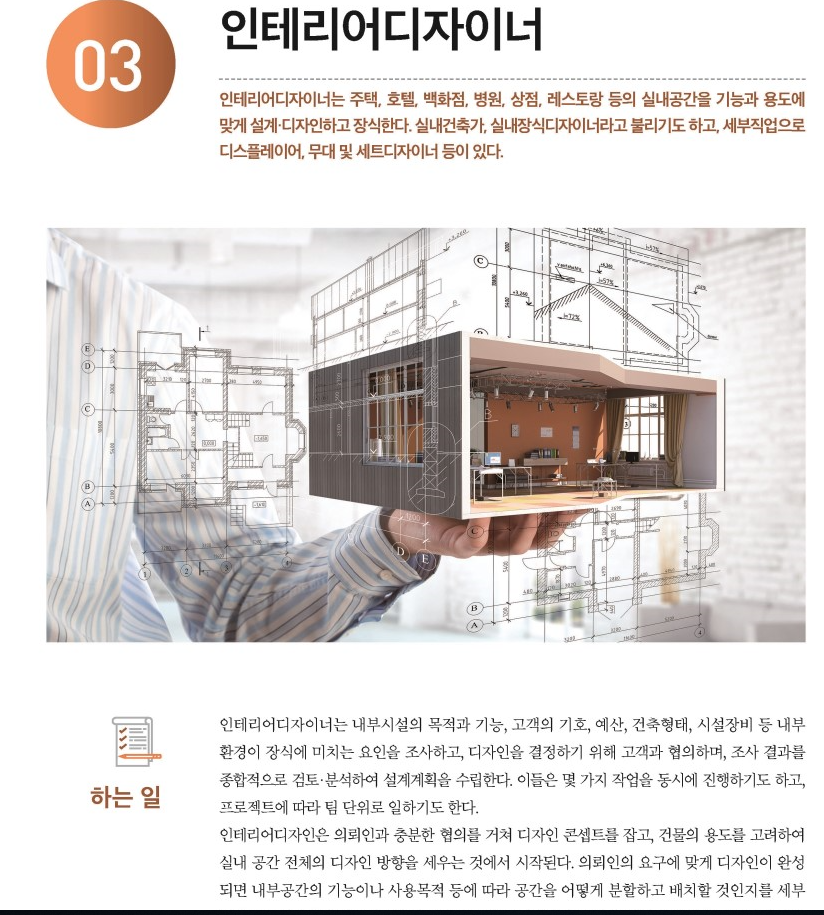 03
인테리어디자이너
인테리어디자이너는 주택, 호텔, 백화점, 병원, 상점, 레스토랑 등의 실내공간을 기능과 용도에
맞게 설계·디자인하고 장식한다. 실내건축가, 실내장식디자이너라고 불리기도 하고, 세부직업으로
디스플레이어, 무대 및 세트디자이너 등이 있다.
하는 일
인테리어디자이너는 내부시설의 목적과 기능, 고객의 기호, 예산, 건축형태, 시설장비 등 내부
환경이 장식에 미치는 요인을 조사하고, 디자인을 결정하기 위해 고객과 협의하며, 조사 결과를
종합적으로 검토·분석하여 설계계획을 수립한다. 이들은 몇 가지 작업을 동시에 진행하기도 하고,
프로젝트에 따라 팀 단위로 일하기도 한다.
인테리어디자인은 의뢰인과 충분한 협의를 거쳐 디자인 콘셉트를 잡고, 건물의 용도를 고려하여
실내 공간 전체의 디자인 방향을 세우는 것에서 시작된다. 의뢰인의 요구에 맞게 디자인이 완성
되면 내부공간의 기능이나 사용목적 등에 따라 공간을 어떻게 분할하고 배치할 것인지를 세부